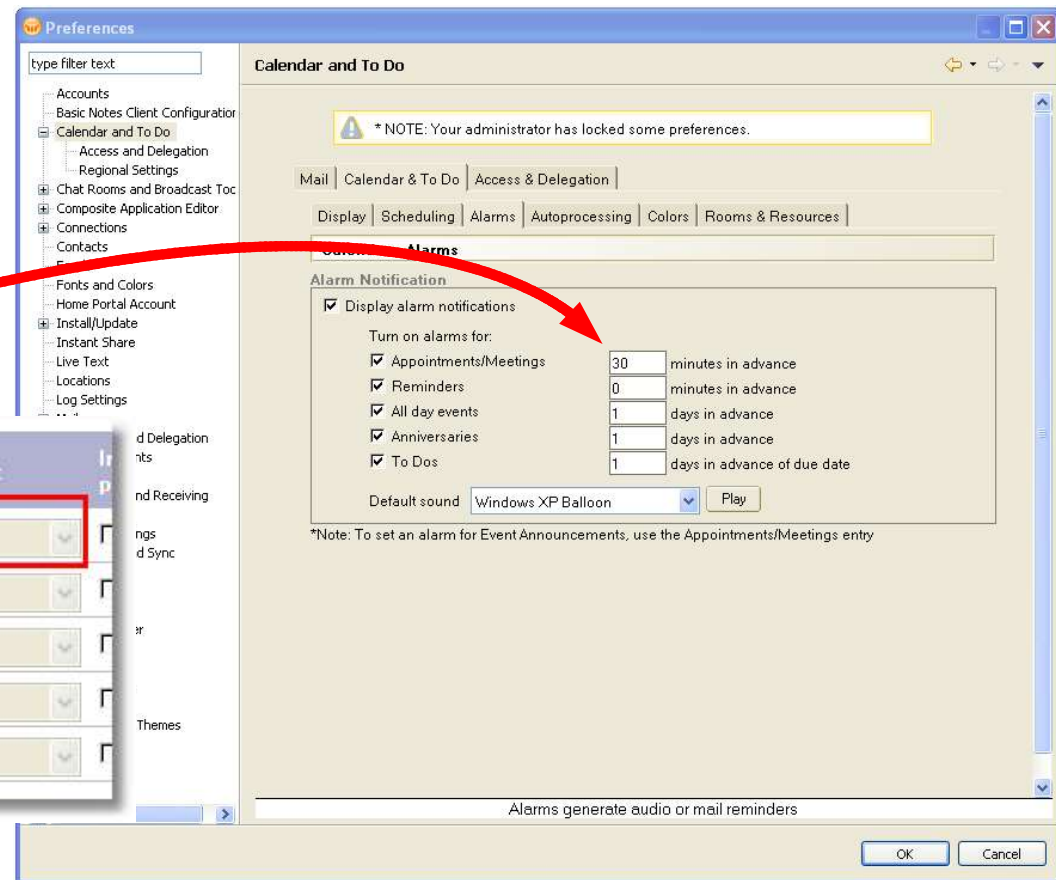 Preferences
type filter text
Calendar and To Do
Accounts
Basic Notes Client Configuration
Calendar and To Do
Access and Delegation
Regional Settings
Chat Rooms and Broadcast Toc
Composite Application Editor
Connections
Contacts
Fonts and Colors
Home Portal Account
Install/Update
Instant Share
Live Text
Locations
Log Settings
d Delegation
nts
nd Receiving
ngs
d Sync
er
Themes
* NOTE: Your administrator has locked some preferences.
Mail Calendar & To Do Access & Delegation
Display Scheduling Alarms Autoprocessing Colors Rooms & Resources
Alarms
Alarm Notification
Display alarm notifications
Turn on alarms for:
Appointments/Meetings 30 minutes in advance
Reminders 0 minutes in advance
All day events 1 days in advance
Anniversaries 1 days in advance
To Dos 1 days in advance of due date
Default sound Windows XP Balloon Play
*Note: To set an alarm for Event Announcements, use the Appointments/Meetings entry
Alarms generate audio or mail reminders
OK Cancel